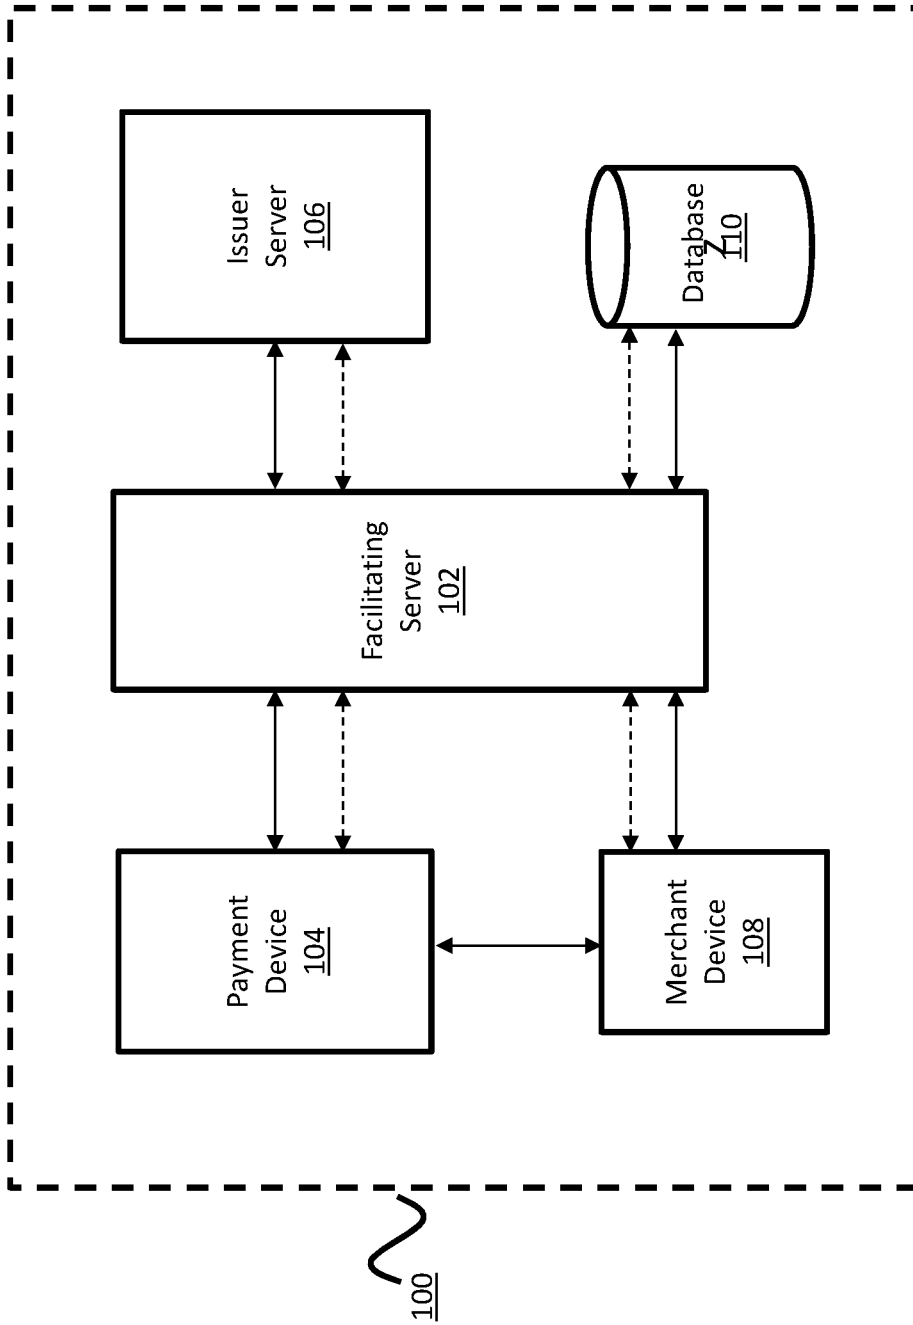 100
Payment
Device
104
Facilitating
Server
102
Issuer
Server
106
Merchant
Device
108
Database
110